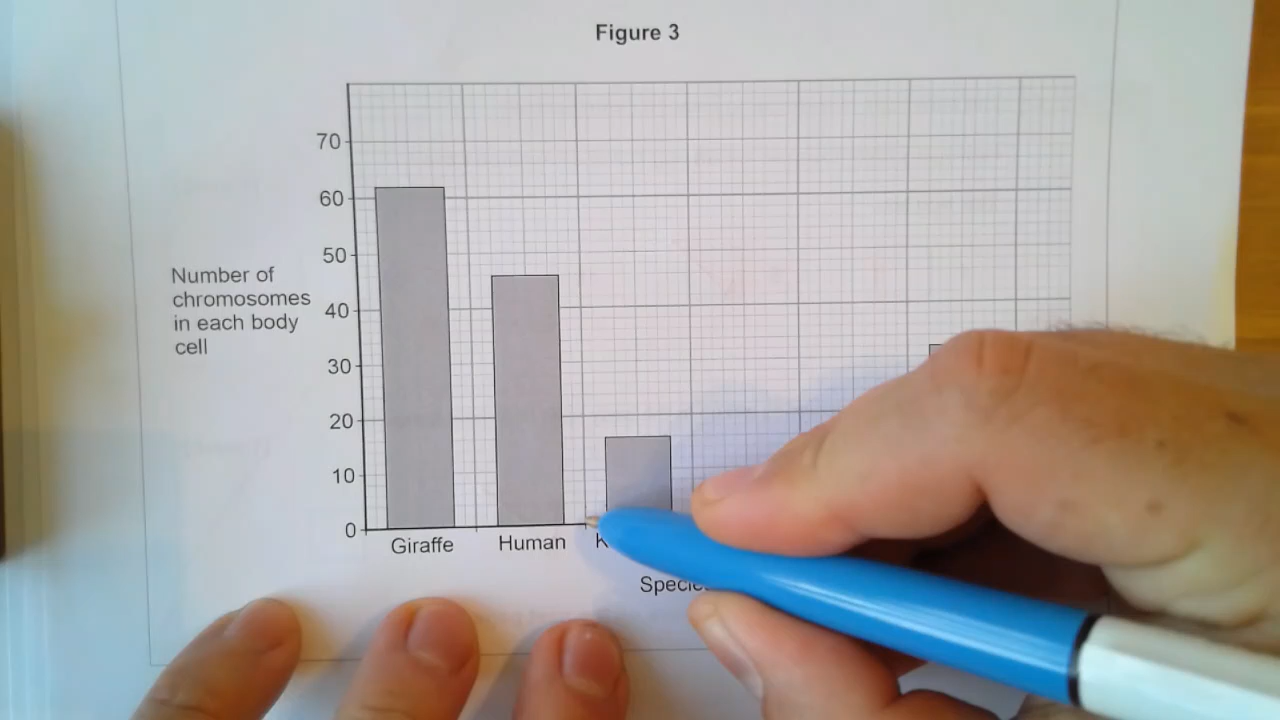 Figure 3
70
60
50
40
30
20
10
0
Number of
chromosomes
in each body
cell
Giraffe Human